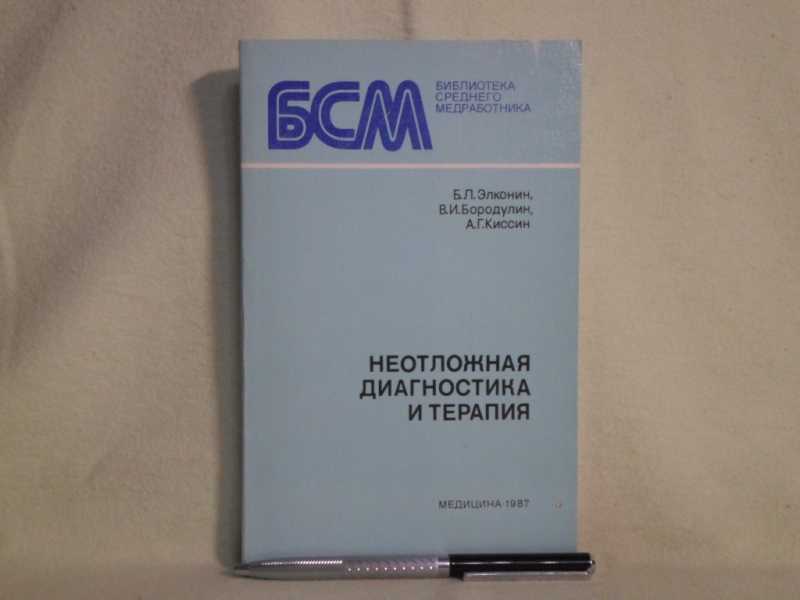 БСМ
БИБЛИОТЕКА
СРЕДНЕГО
МЕДРАБОТНИКА
Б.Л.Элконин,
В.И.Бородулин,
А.Г.Киссин
НЕОТЛОЖНАЯ
ДИАГНОСТИКА
И ТЕРАПИЯ
МЕДИЦИНА·1987